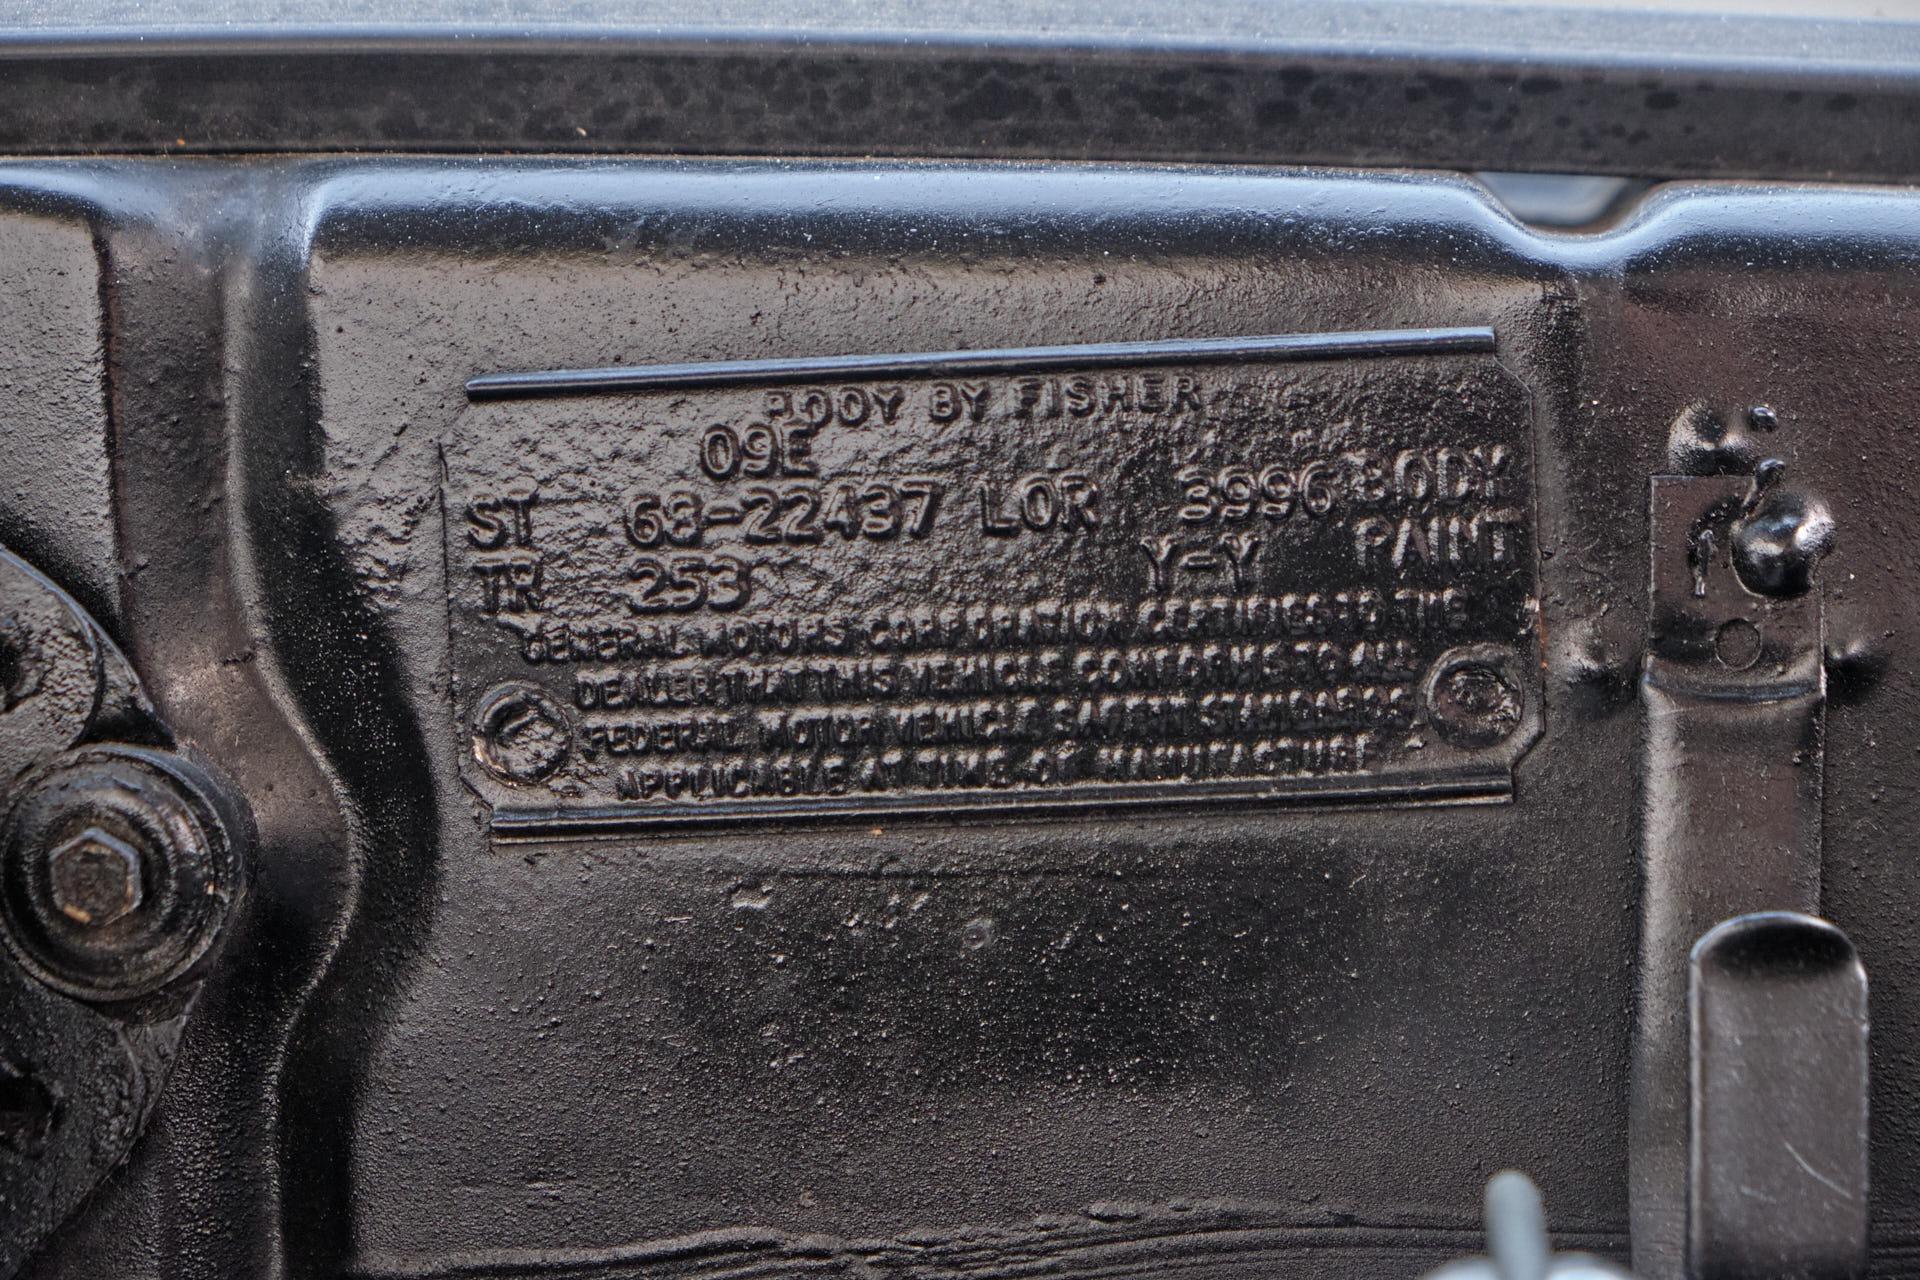 BODY BY FISHER
09E
ST 68-22437 LOR 3996 BODY
TR 253 Y-Y PAINT
GENERAL MOTORS CORPORATION CERTIFIES TO THE
DEALER THAT THIS VEHICLE CONFORMS TO ALL
FEDERAL MOTOR VEHICLE SAFETY STANDARDS
APPLICABLE AT TIME OF MANUFACTURE